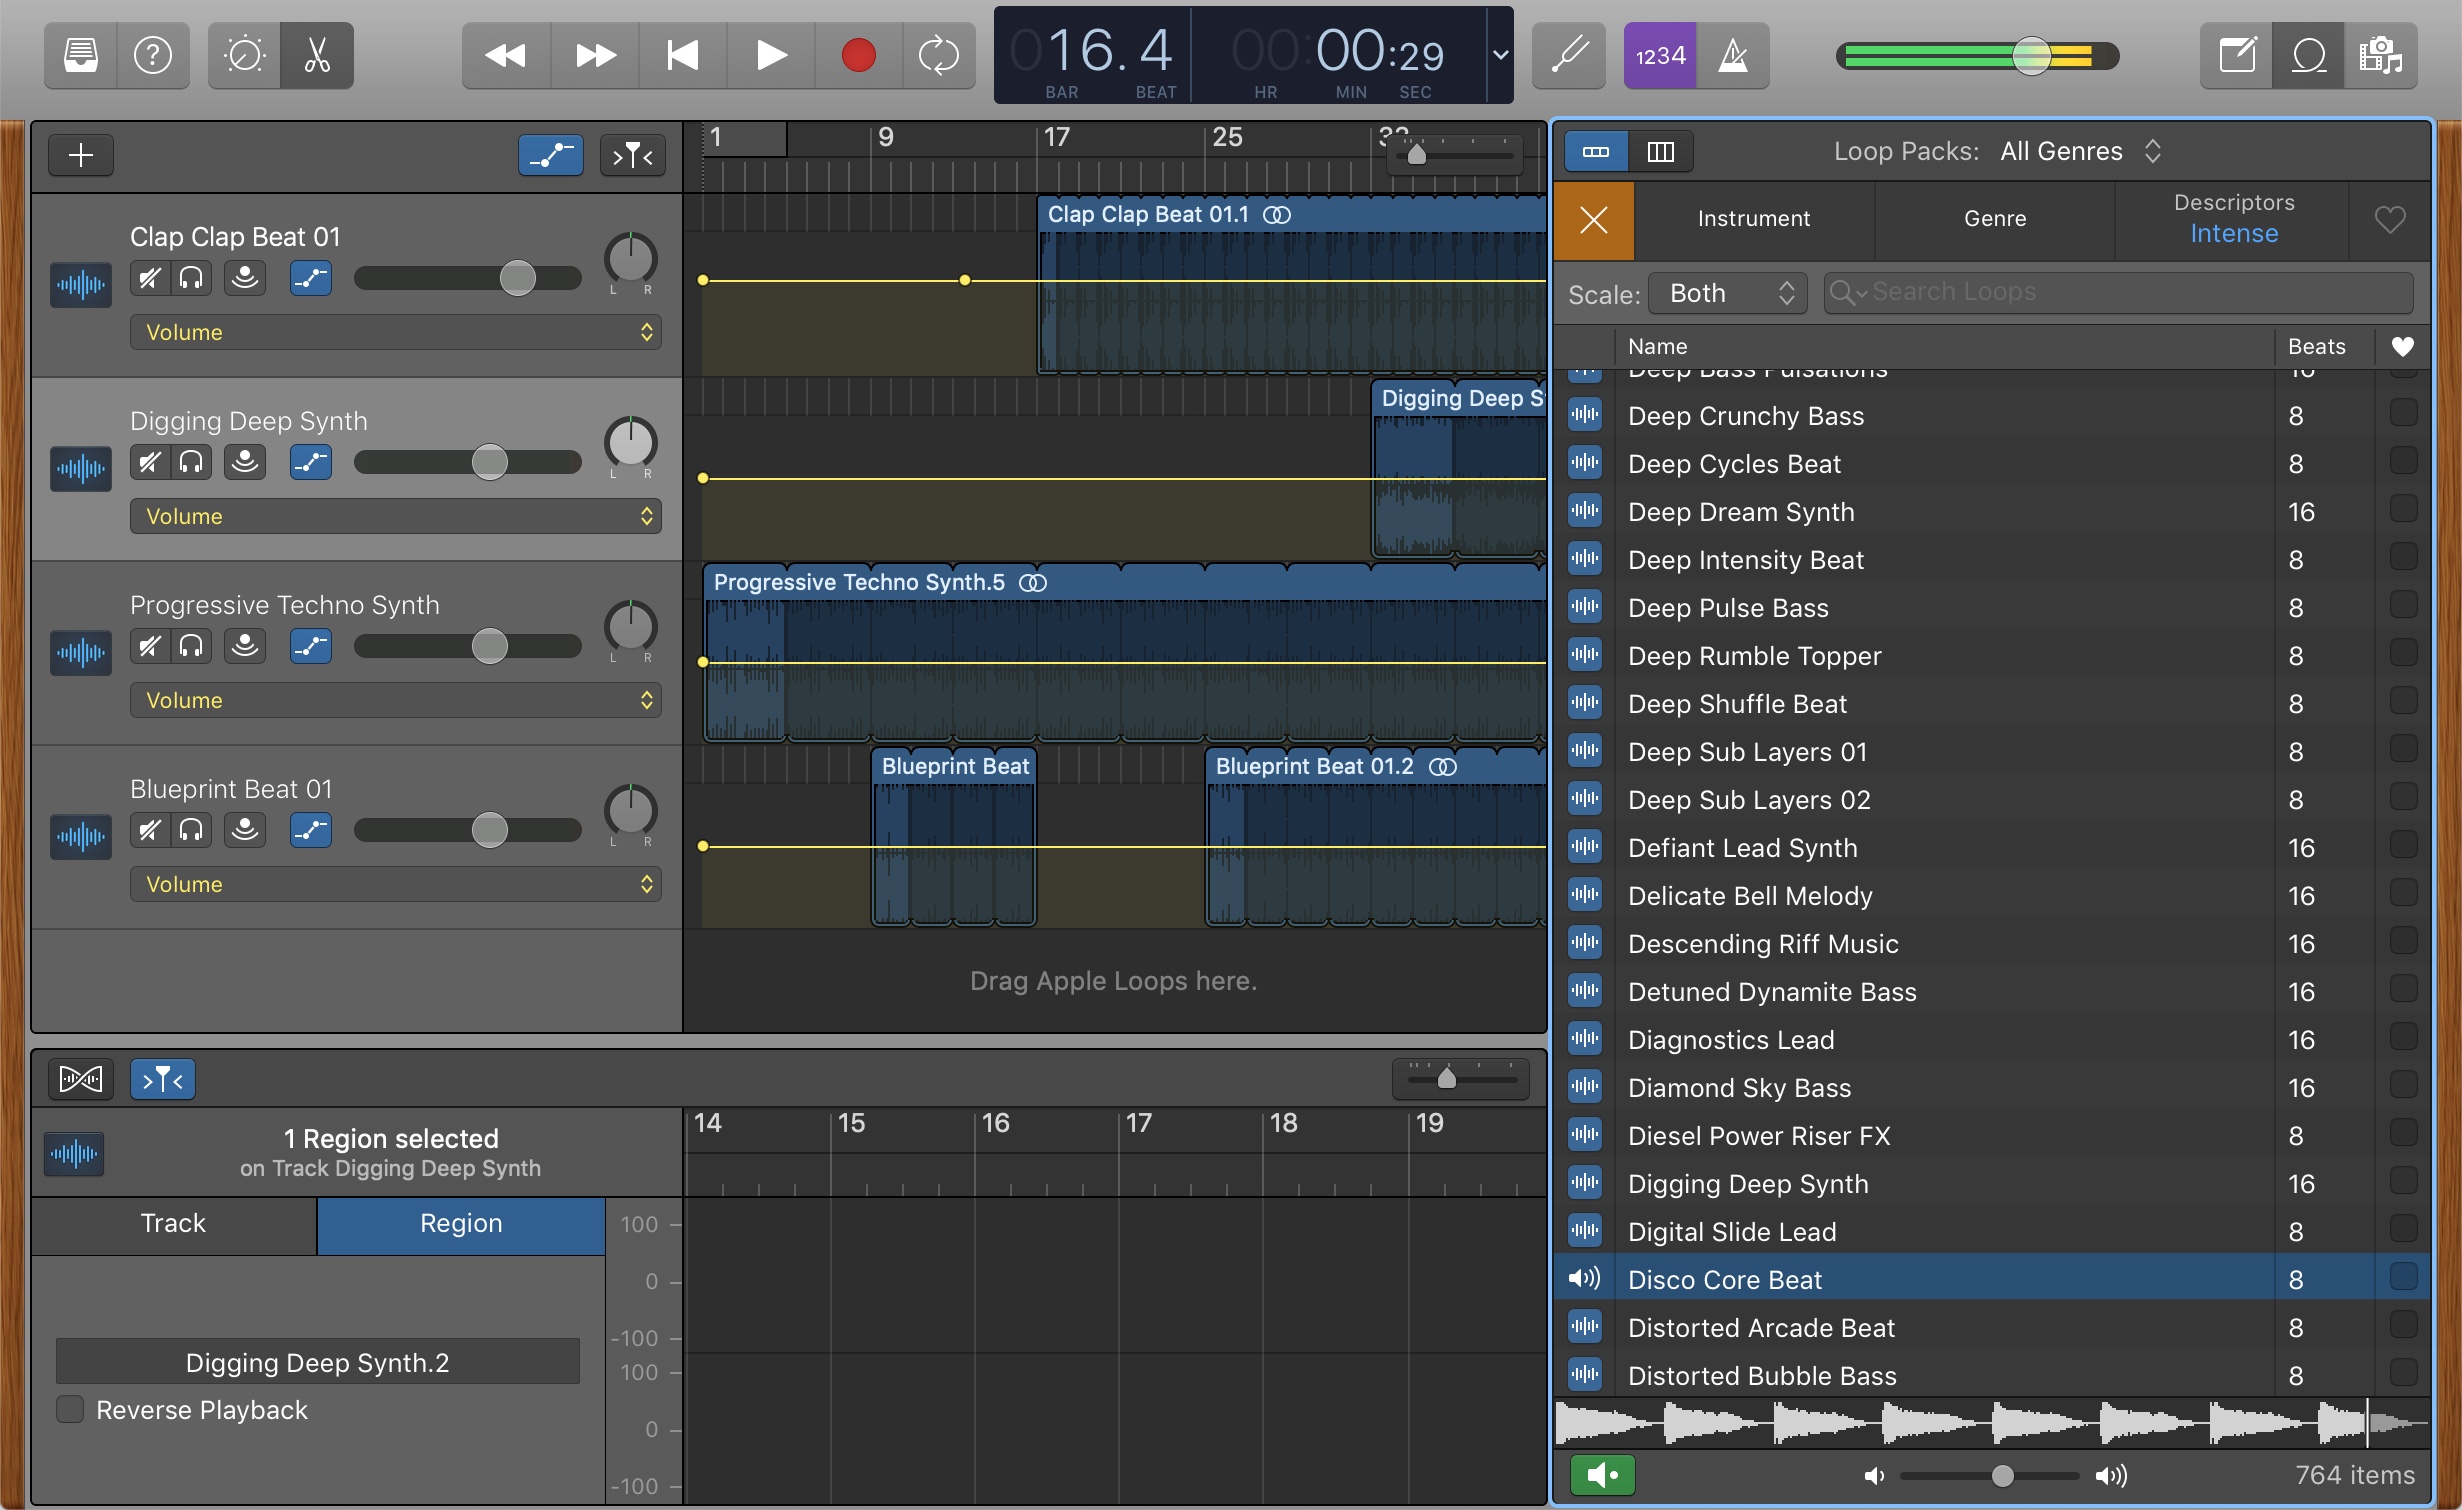 016.4
00:00:29
BAR BEAT HR MIN SEC
1234
1 9 17 25
Loop Packs: All Genres
Instrument Genre Descriptors
Intense
Scale: Both Search Loops
Name Beats
Clap Clap Beat 01
L R
Volume
Clap Clap Beat 01.1
Digging Deep Synth
L R
Volume
Digging Deep S
Progressive Techno Synth
L R
Volume
Progressive Techno Synth.5
Blueprint Beat 01
L R
Volume
Blueprint Beat
Blueprint Beat 01.2
Drag Apple Loops here.
Deep Bass Pulsations 16
Deep Crunchy Bass 8
Deep Cycles Beat 8
Deep Dream Synth 16
Deep Intensity Beat 8
Deep Pulse Bass 8
Deep Rumble Topper 8
Deep Shuffle Beat 8
Deep Sub Layers 01 8
Deep Sub Layers 02 8
Defiant Lead Synth 16
Delicate Bell Melody 16
Descending Riff Music 16
Detuned Dynamite Bass 16
Diagnostics Lead 16
Diamond Sky Bass 16
Diesel Power Riser FX 8
Digging Deep Synth 16
Digital Slide Lead 8
Disco Core Beat 8
Distorted Arcade Beat 8
Distorted Bubble Bass 8
764 items
14 15 16 17 18 19
1 Region selected
on Track Digging Deep Synth
Track Region
100
0
-100
100
0
-100
Digging Deep Synth.2
Reverse Playback